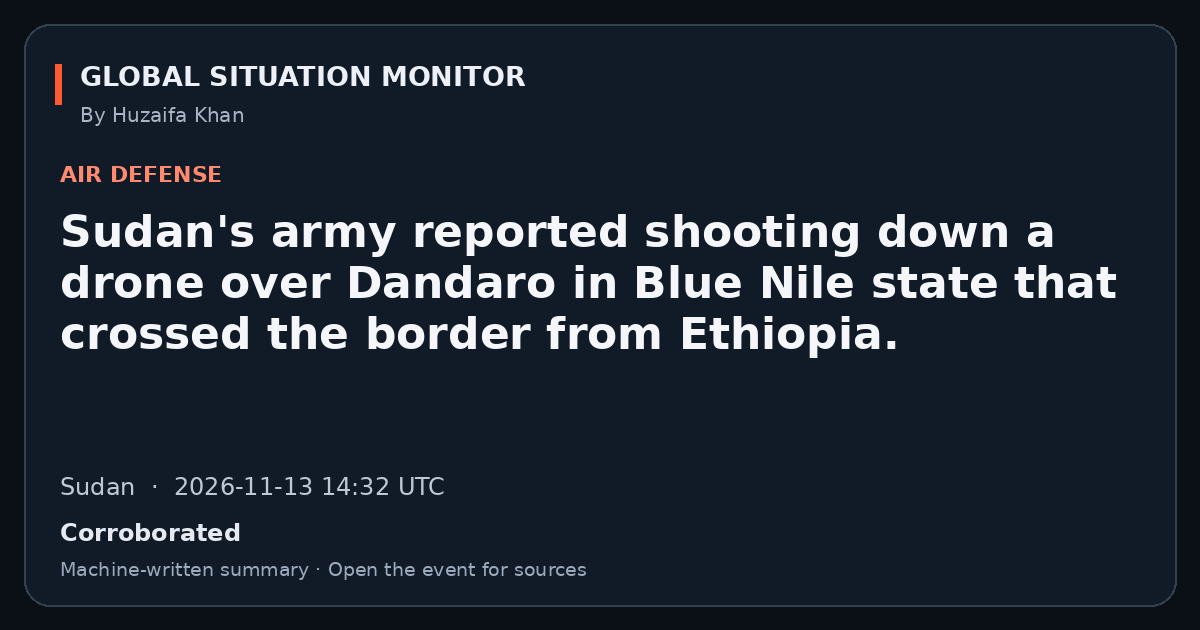 GLOBAL SITUATION MONITOR
By Huzaifa Khan
AIR DEFENSE
Sudan's army reported shooting down a
drone over Dandaro in Blue Nile state that
crossed the border from Ethiopia.
Sudan · 2026-11-13 14:32 UTC
Corroborated
Machine-written summary · Open the event for sources